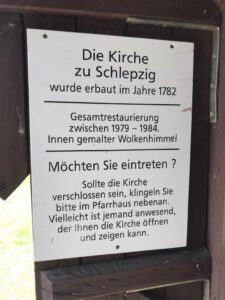 Die Kirche
zu Schlepzig
wurde erbaut im Jahre 1782
Gesamtrestaurierung
zwischen 1979 – 1984.
Innen gemalter Wolkenhimmel
Möchten Sie eintreten ?
Sollte die Kirche
verschlossen sein, klingeln Sie
bitte im Pfarrhaus nebenan.
Vielleicht ist jemand anwesend,
der Ihnen die Kirche öffnen
und zeigen kann.